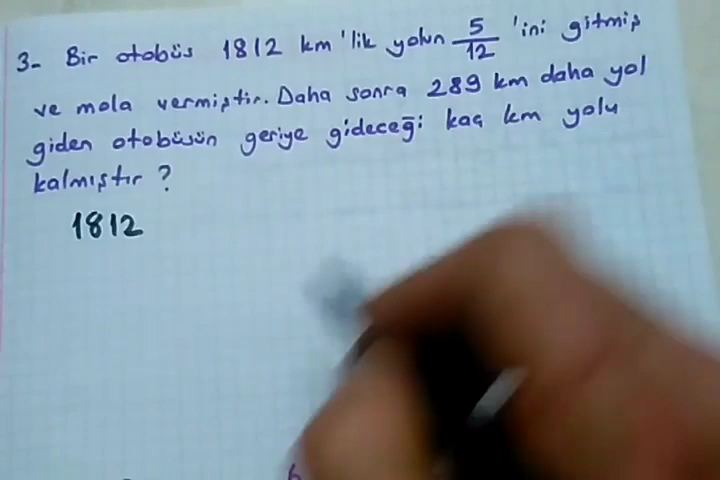 3- Bir otobüs 1812 km'lik yolun 5/12 'ini gitmiş
ve mola vermiştir. Daha sonra 289 km daha yol
giden otobüsün geriye gideceği kaç km yolu
kalmıştır ?
1812